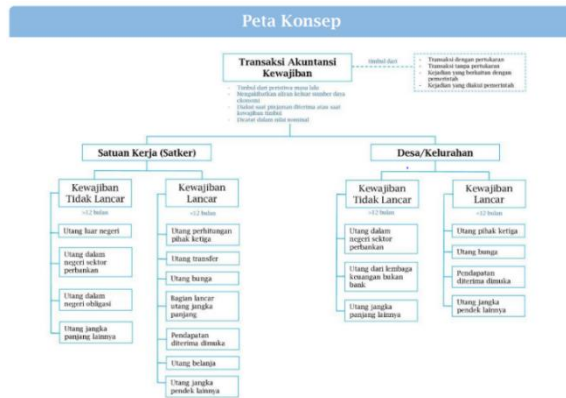 Peta Konsep
Transaksi Akuntansi
Kewajiban
timbul dari
- Transaksi dengan pertukaran
- Transaksi tanpa pertukaran
- Kejadian yang berkaitan dengan
pemerintah
- Kejadian yang diakui pemerintah
- Timbul dari peristiwa masa lalu
- Mengakibatkan aliran keluar sumber daya
ekonomi
- Diakui saat pinjaman diterima atau saat
kewajiban timbul
- Dicatat dalam nilai nominal
Satuan Kerja (Satker)
Kewajiban
Tidak Lancar
>12 bulan
Utang luar negeri
Utang dalam
negeri sektor
perbankan
Utang dalam
negeri obligasi
Utang jangka
panjang lainnya
Kewajiban
Lancar
<12 bulan
Utang perhitungan
pihak ketiga
Utang transfer
Utang bunga
Bagian lancar
utang jangka
panjang
Pendapatan
diterima dimuka
Utang belanja
Utang jangka
pendek lainnya
Desa/Kelurahan
Kewajiban
Tidak Lancar
>12 bulan
Utang dalam
negeri sektor
perbankan
Utang dari lembaga
keuangan bukan
bank
Utang jangka
panjang lainnya
Kewajiban
Lancar
<12 bulan
Utang pihak ketiga
Utang bunga
Pendapatan
diterima dimuka
Utang jangka
pendek lainnya